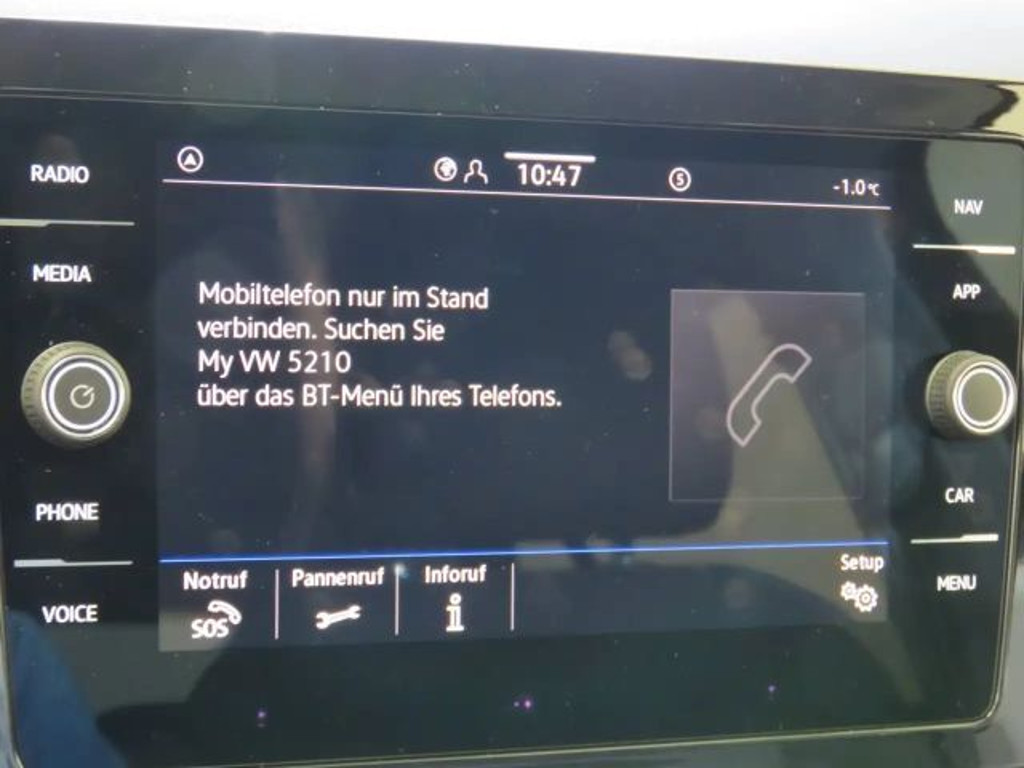 RADIO
MEDIA
PHONE
VOICE
10:47
S
-1.0°C
Mobiltelefon nur im Stand
verbinden. Suchen Sie
My VW 5210
über das BT-Menü Ihres Telefons.
Notruf
SOS
Pannenruf
Inforuf
i
Setup
NAV
APP
CAR
MENU